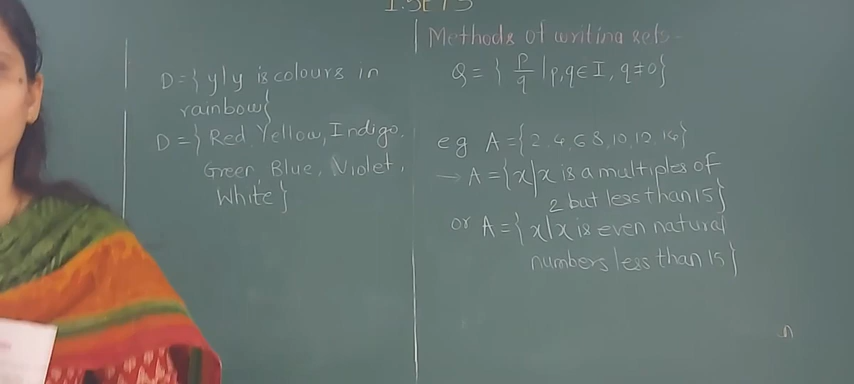 1. SETS
D = { y | y is colours in
rainbow}
D = { Red, Yellow, Indigo,
Green, Blue, Violet,
White }
Methods of writing sets -
Q = { p/q | p, q ∈ I, q ≠ 0 }
eg A = { 2, 4, 6, 8, 10, 12, 14 }
→ A = { x | x is a multiples of
2 but less than 15 }
or A = { x | x is even natural
numbers less than 15 }